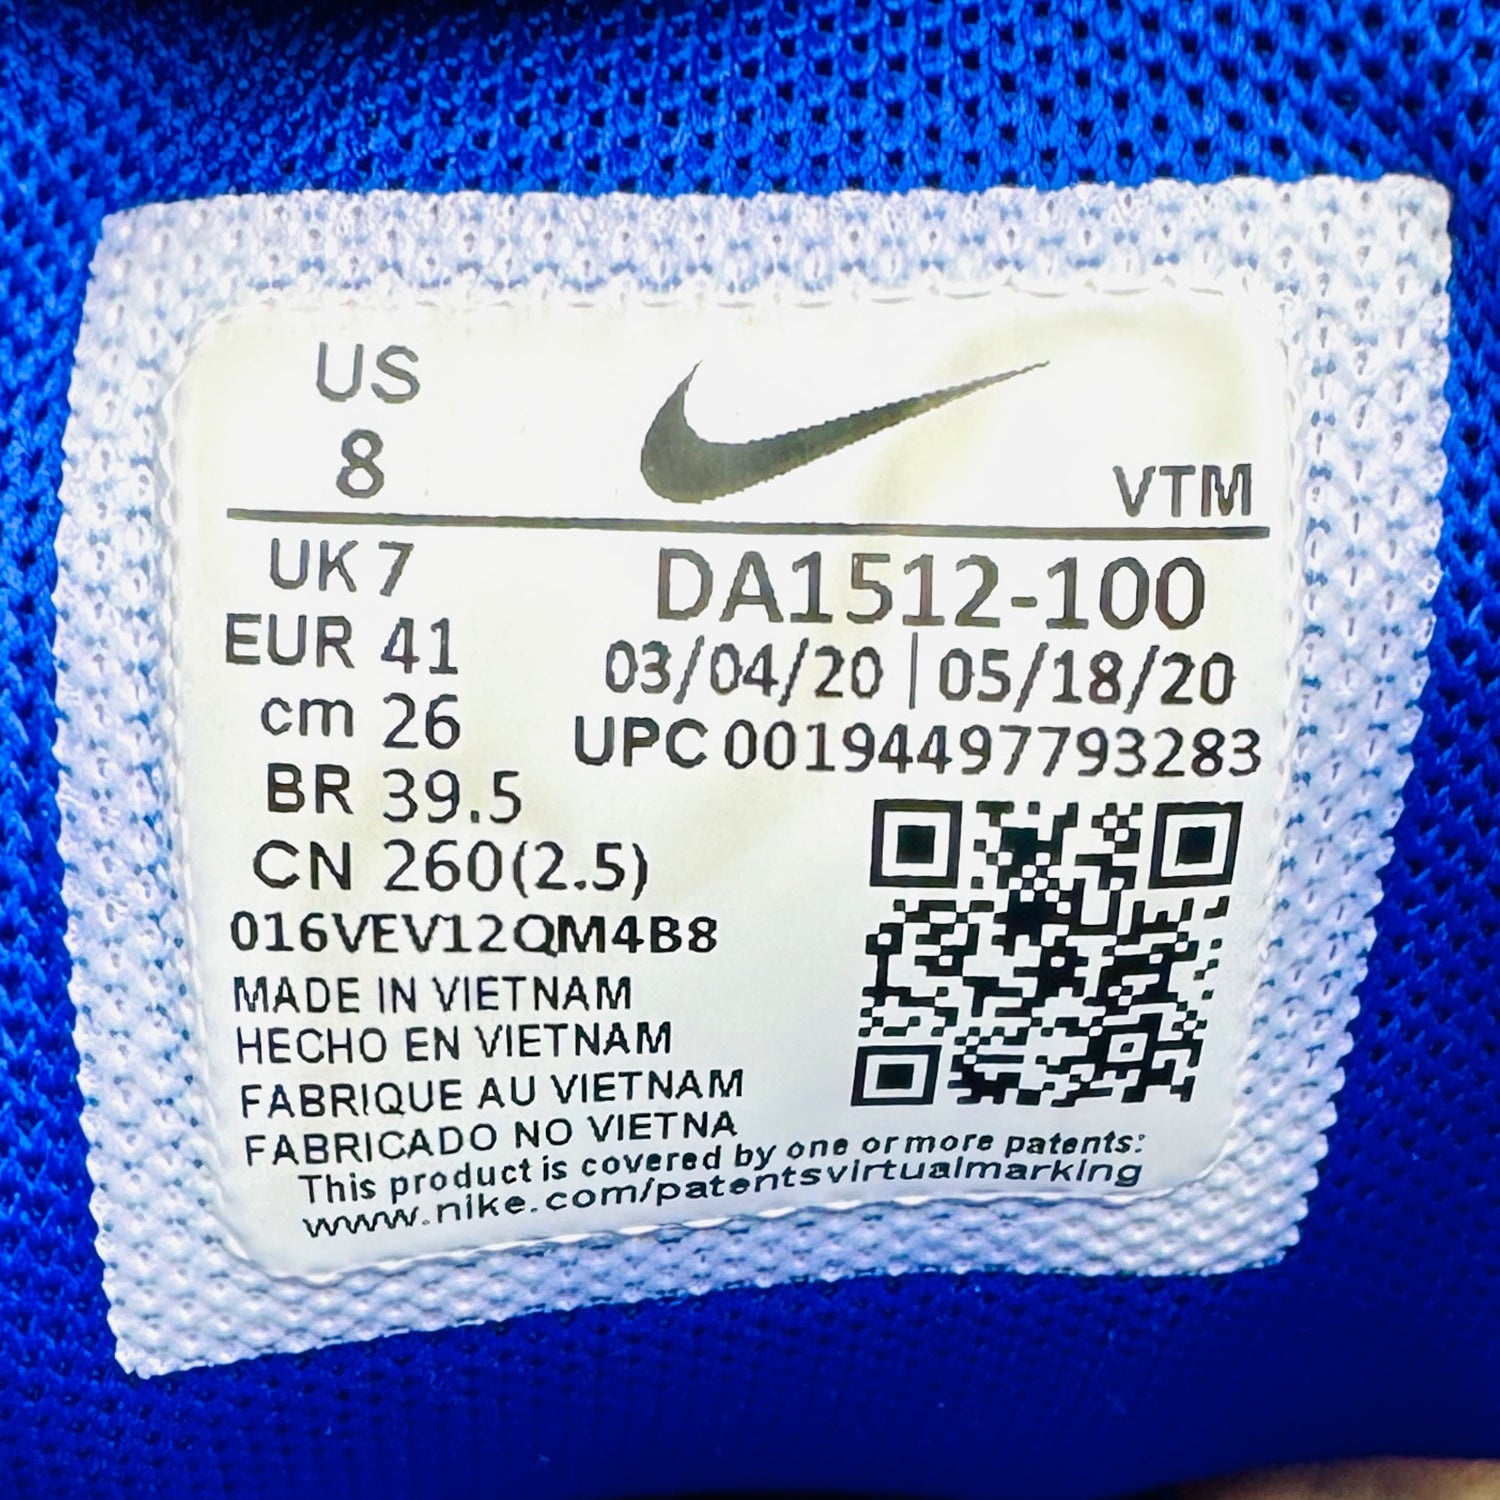 US
8
VTM
UK 7
EUR 41
cm 26
BR 39.5
CN 260(2.5)
DA1512-100
03/04/20 | 05/18/20
UPC 00194497793283
016VEV12QM4B8
MADE IN VIETNAM
HECHO EN VIETNAM
FABRIQUE AU VIETNAM
FABRICADO NO VIETNA
This product is covered by one or more patents:
www.nike.com/patentsvirtualmarking